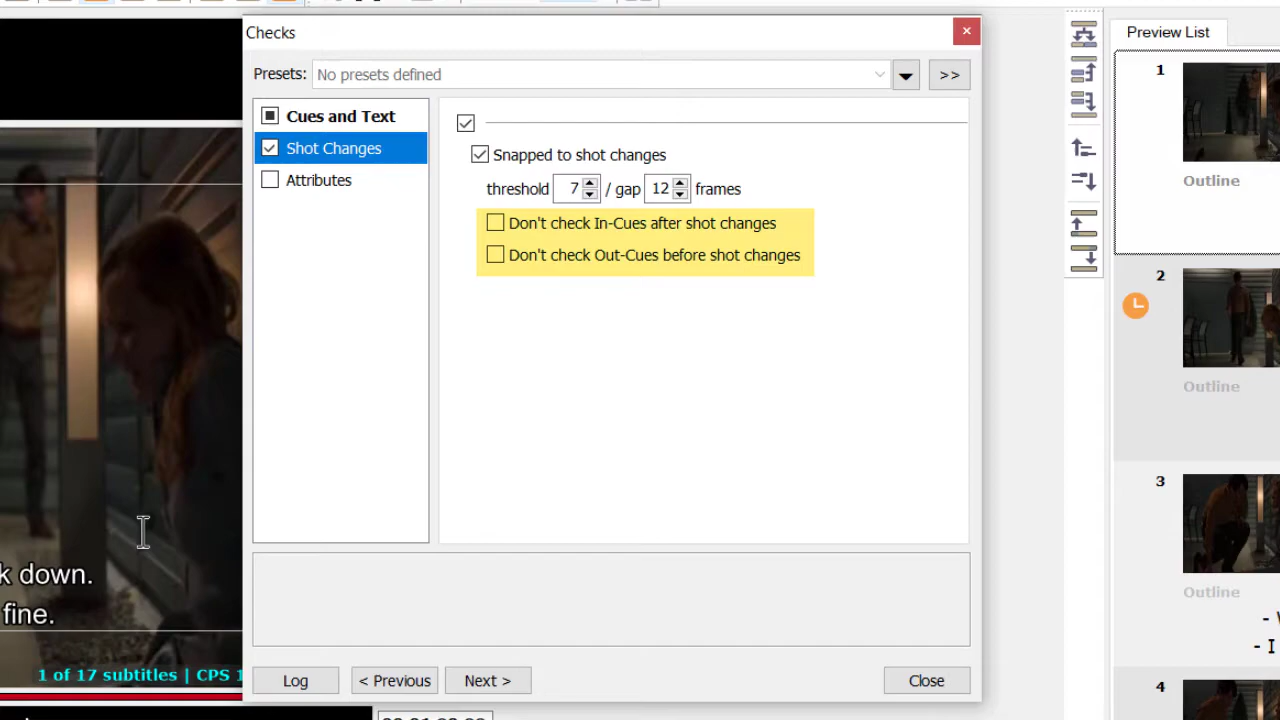 Checks
Presets: No presets defined >>
Cues and Text
Shot Changes
Attributes
Snapped to shot changes
threshold 7 / gap 12 frames
Don't check In-Cues after shot changes
Don't check Out-Cues before shot changes
Log
< Previous
Next >
Close
k down.
fine.
1 of 17 subtitles | CPS 1
Preview List
1
Outline
2
Outline
3
Outline
-
- I
4